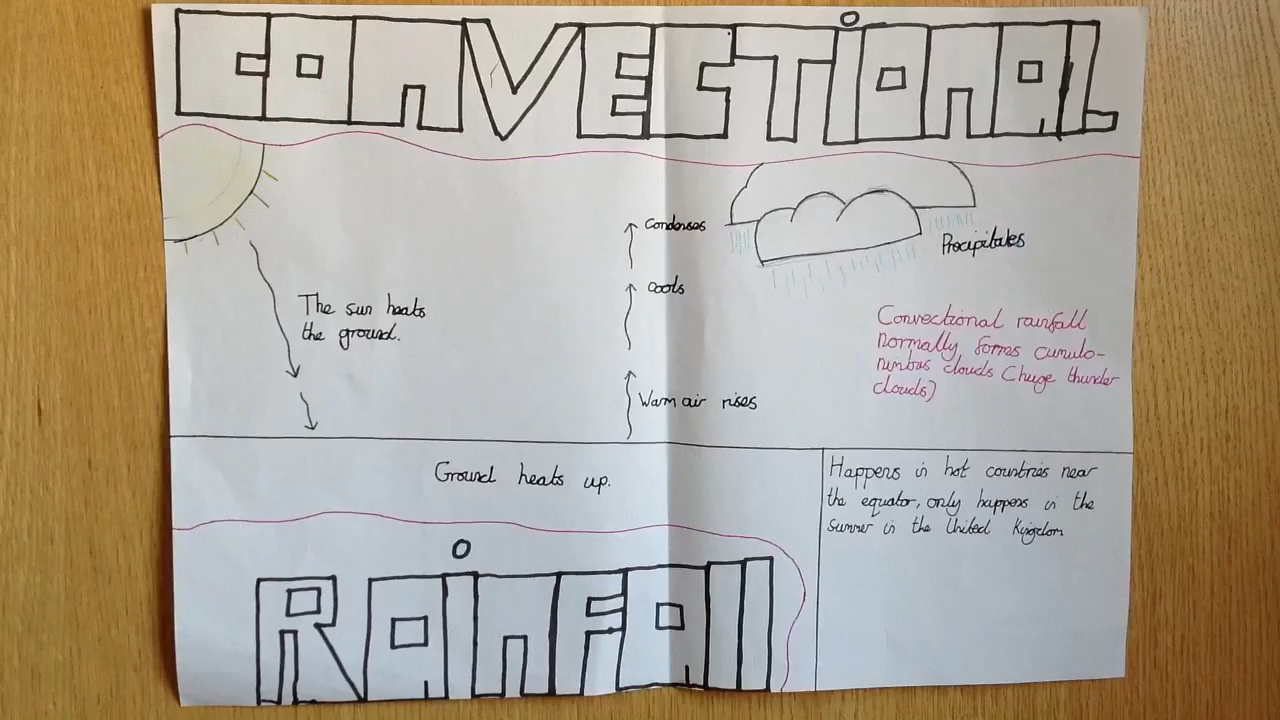 CONVECTIONAL
The sun heats
the ground.
Condenses
Cools
Warm air rises
Precipitates
Convectional rainfall
normally forms cumulo-
nimbus clouds (huge thunder
clouds)
Ground heats up.
Happens in hot countries near
the equator, only happens in the
summer in the United Kingdom
RAiNFAll